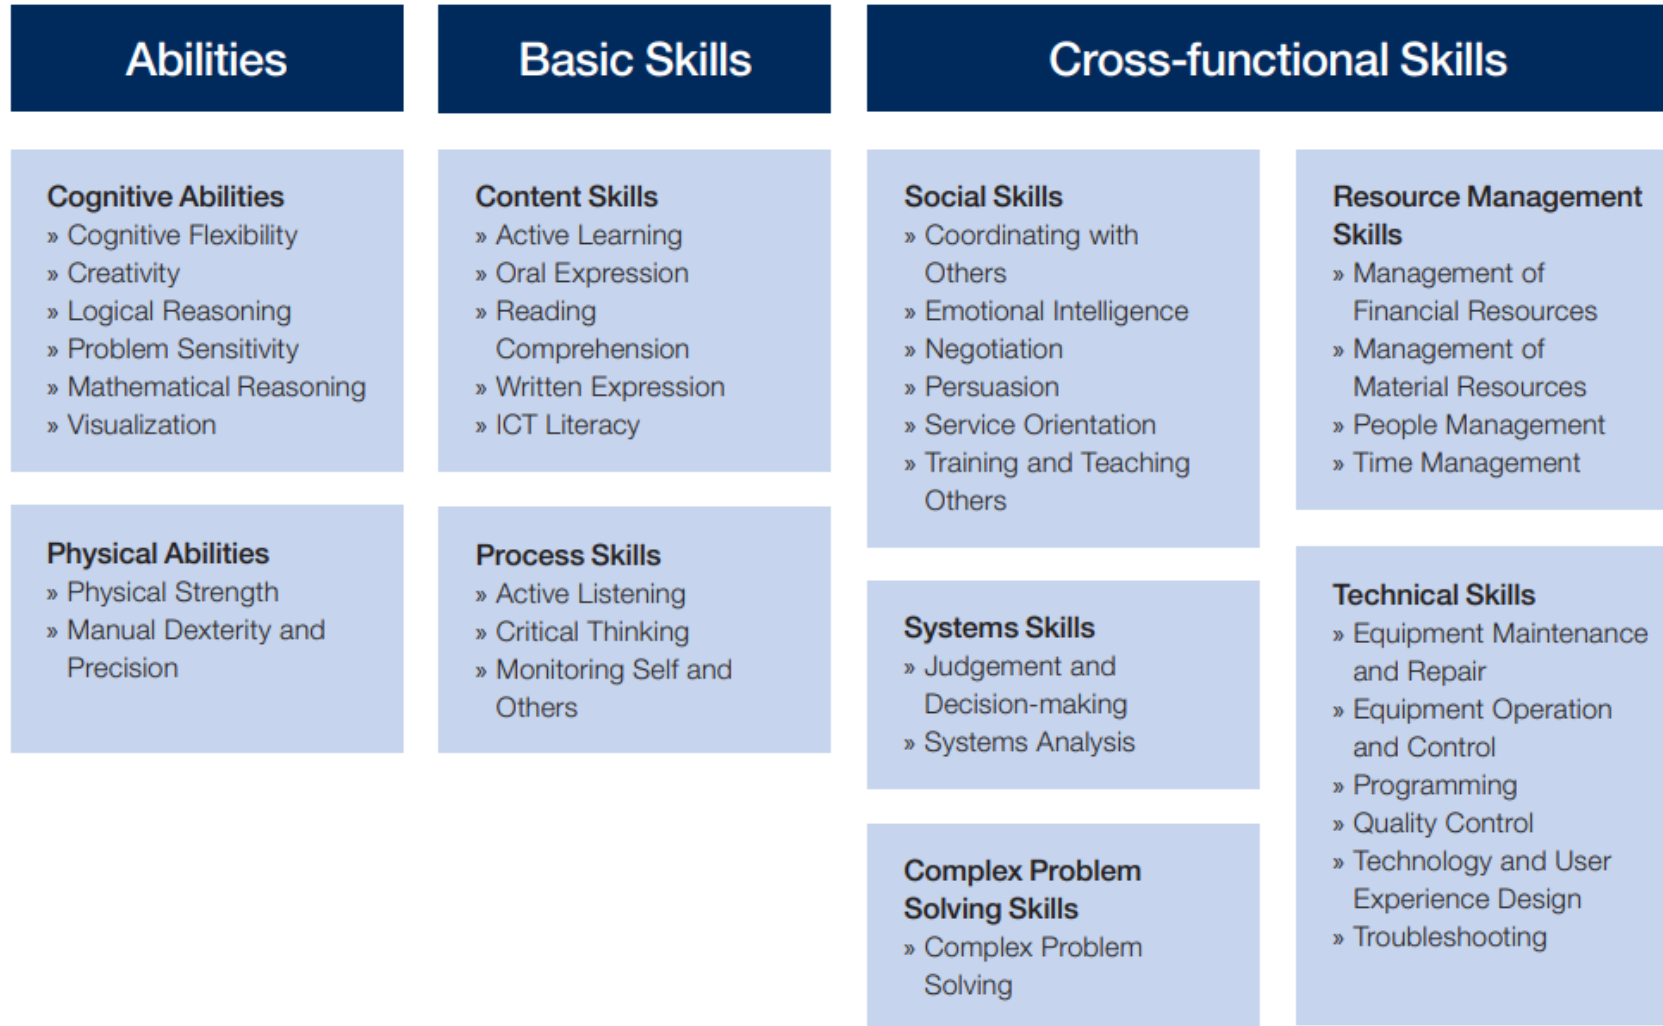 Abilities
Cognitive Abilities
» Cognitive Flexibility
» Creativity
» Logical Reasoning
» Problem Sensitivity
» Mathematical Reasoning
» Visualization
Physical Abilities
» Physical Strength
» Manual Dexterity and
Precision
Basic Skills
Content Skills
» Active Learning
» Oral Expression
» Reading
Comprehension
» Written Expression
» ICT Literacy
Process Skills
» Active Listening
» Critical Thinking
» Monitoring Self and
Others
Cross-functional Skills
Social Skills
» Coordinating with
Others
» Emotional Intelligence
» Negotiation
» Persuasion
» Service Orientation
» Training and Teaching
Others
Systems Skills
» Judgement and
Decision-making
» Systems Analysis
Complex Problem
Solving Skills
» Complex Problem
Solving
Resource Management
Skills
» Management of
Financial Resources
» Management of
Material Resources
» People Management
» Time Management
Technical Skills
» Equipment Maintenance
and Repair
» Equipment Operation
and Control
» Programming
» Quality Control
» Technology and User
Experience Design
» Troubleshooting